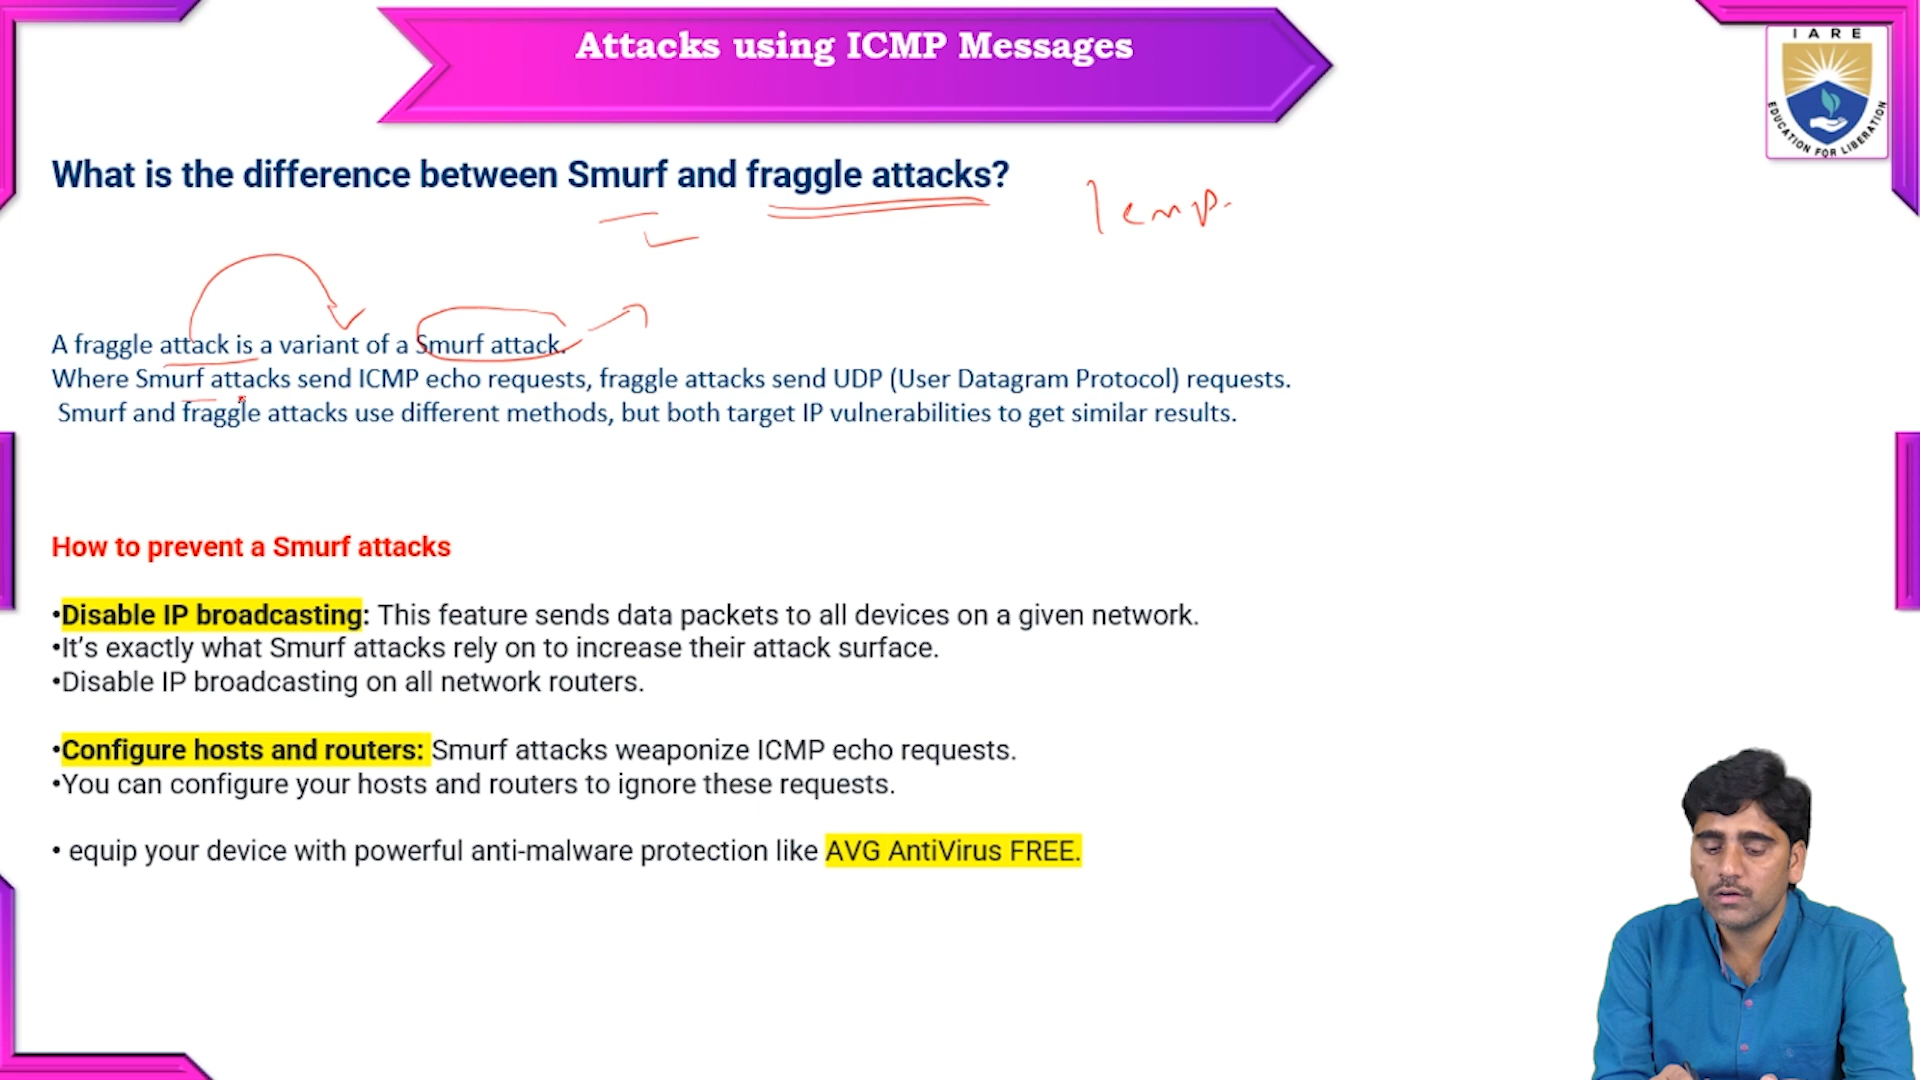 Attacks using ICMP Messages
IARE
EDUCATION FOR LIBERATION
What is the difference between Smurf and fraggle attacks?
Icmp.
A fraggle attack is a variant of a Smurf attack.
Where Smurf attacks send ICMP echo requests, fraggle attacks send UDP (User Datagram Protocol) requests.
Smurf and fraggle attacks use different methods, but both target IP vulnerabilities to get similar results.
How to prevent a Smurf attacks
•Disable IP broadcasting: This feature sends data packets to all devices on a given network.
•It’s exactly what Smurf attacks rely on to increase their attack surface.
•Disable IP broadcasting on all network routers.
•Configure hosts and routers: Smurf attacks weaponize ICMP echo requests.
•You can configure your hosts and routers to ignore these requests.
• equip your device with powerful anti-malware protection like AVG AntiVirus FREE.